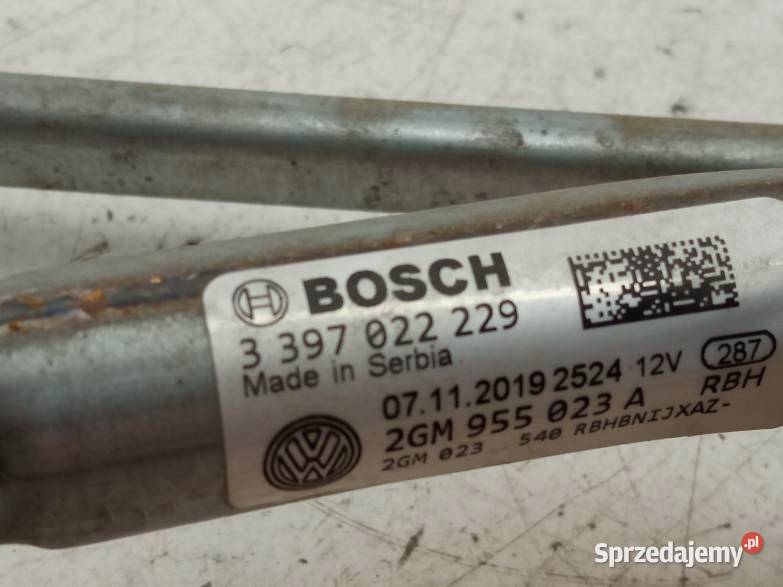 BOSCH
3 397 022 229
Made in Serbia
07.11.2019 2524 12V 287
2GM 955 023 A RBH
2GM 023 540 RBHBNIJXAZ-
Sprzedajemy.pl